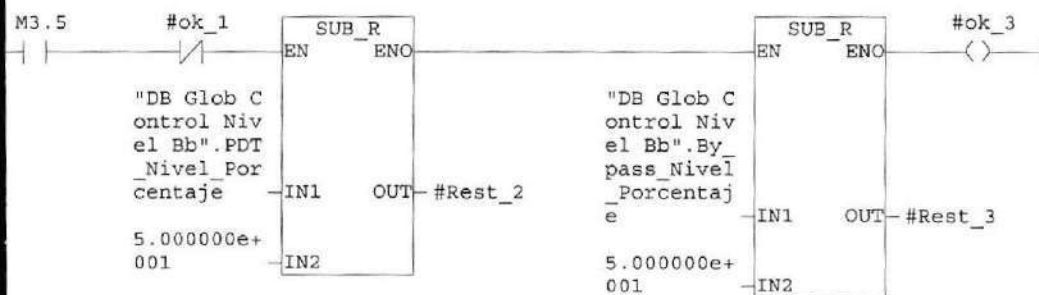 M3.5
#ok_1
SUB_R
EN
ENO
"DB Glob C
ontrol Niv
el Bb".PDT
_Nivel_Por
centaje
IN1
OUT
#Rest_2
5.000000e+
001
IN2
SUB_R
EN
ENO
#ok_3
"DB Glob C
ontrol Niv
el Bb".By_
pass_Nivel
_Porcentaj
e
IN1
OUT
#Rest_3
5.000000e+
001
IN2